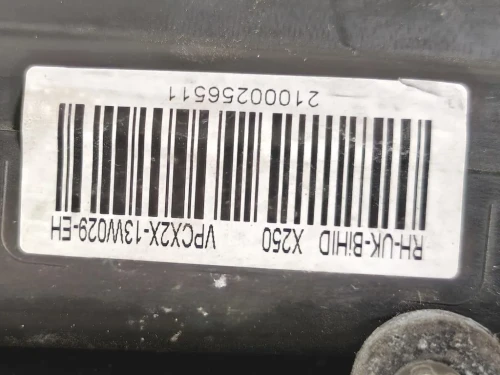 RH-UK-BiHID X250 VPCX2X-13W029-EH
21000256511